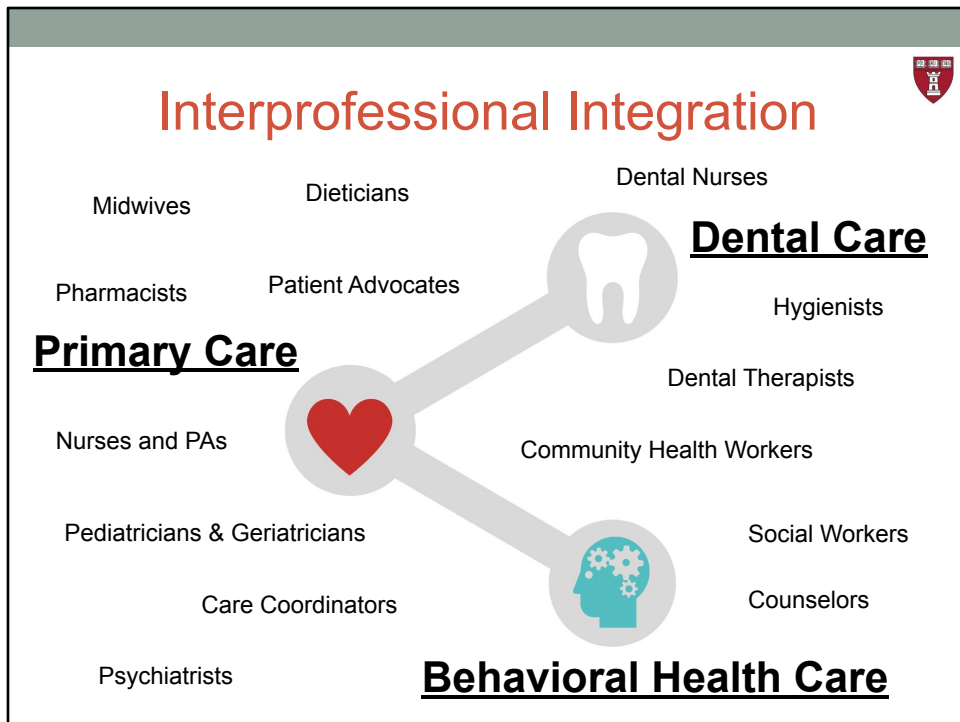 Interprofessional Integration
Dental Nurses
Dieticians
Midwives
Dental Care
Patient Advocates
Pharmacists
Hygienists
Primary Care
Dental Therapists
Nurses and PAs
Community Health Workers
Pediatricians & Geriatricians
Social Workers
Care Coordinators
Counselors
Psychiatrists
Behavioral Health Care